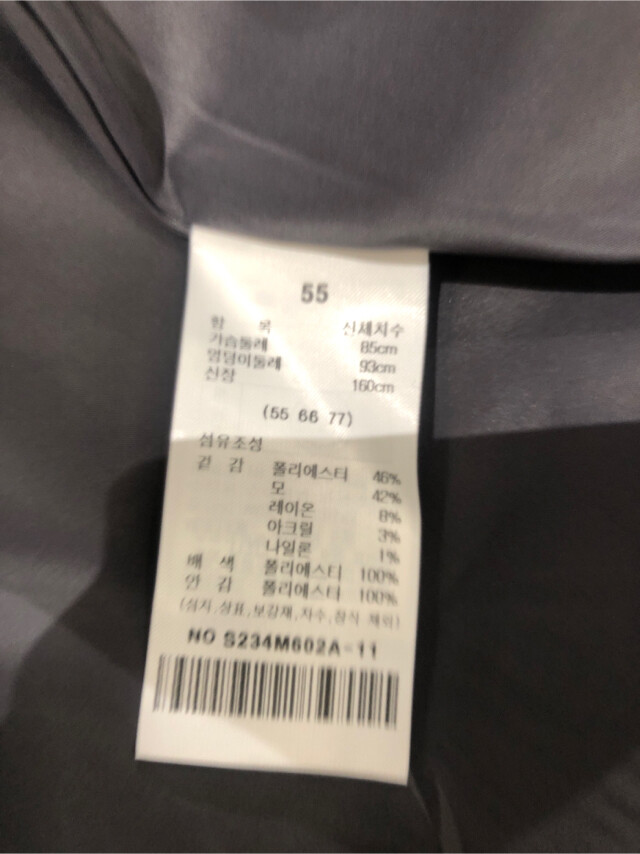 55
항 목 신체치수
가슴둘레 85cm
엉덩이둘레 93cm
신장 160cm
(55 66 77)
섬유조성
겉 감 폴리에스터 46%
모 42%
레이온 8%
아크릴 3%
나일론 1%
배 색 폴리에스터 100%
안 감 폴리에스터 100%
(심지,상표,보강재,자수,장식 제외)
NO S234M602A-11